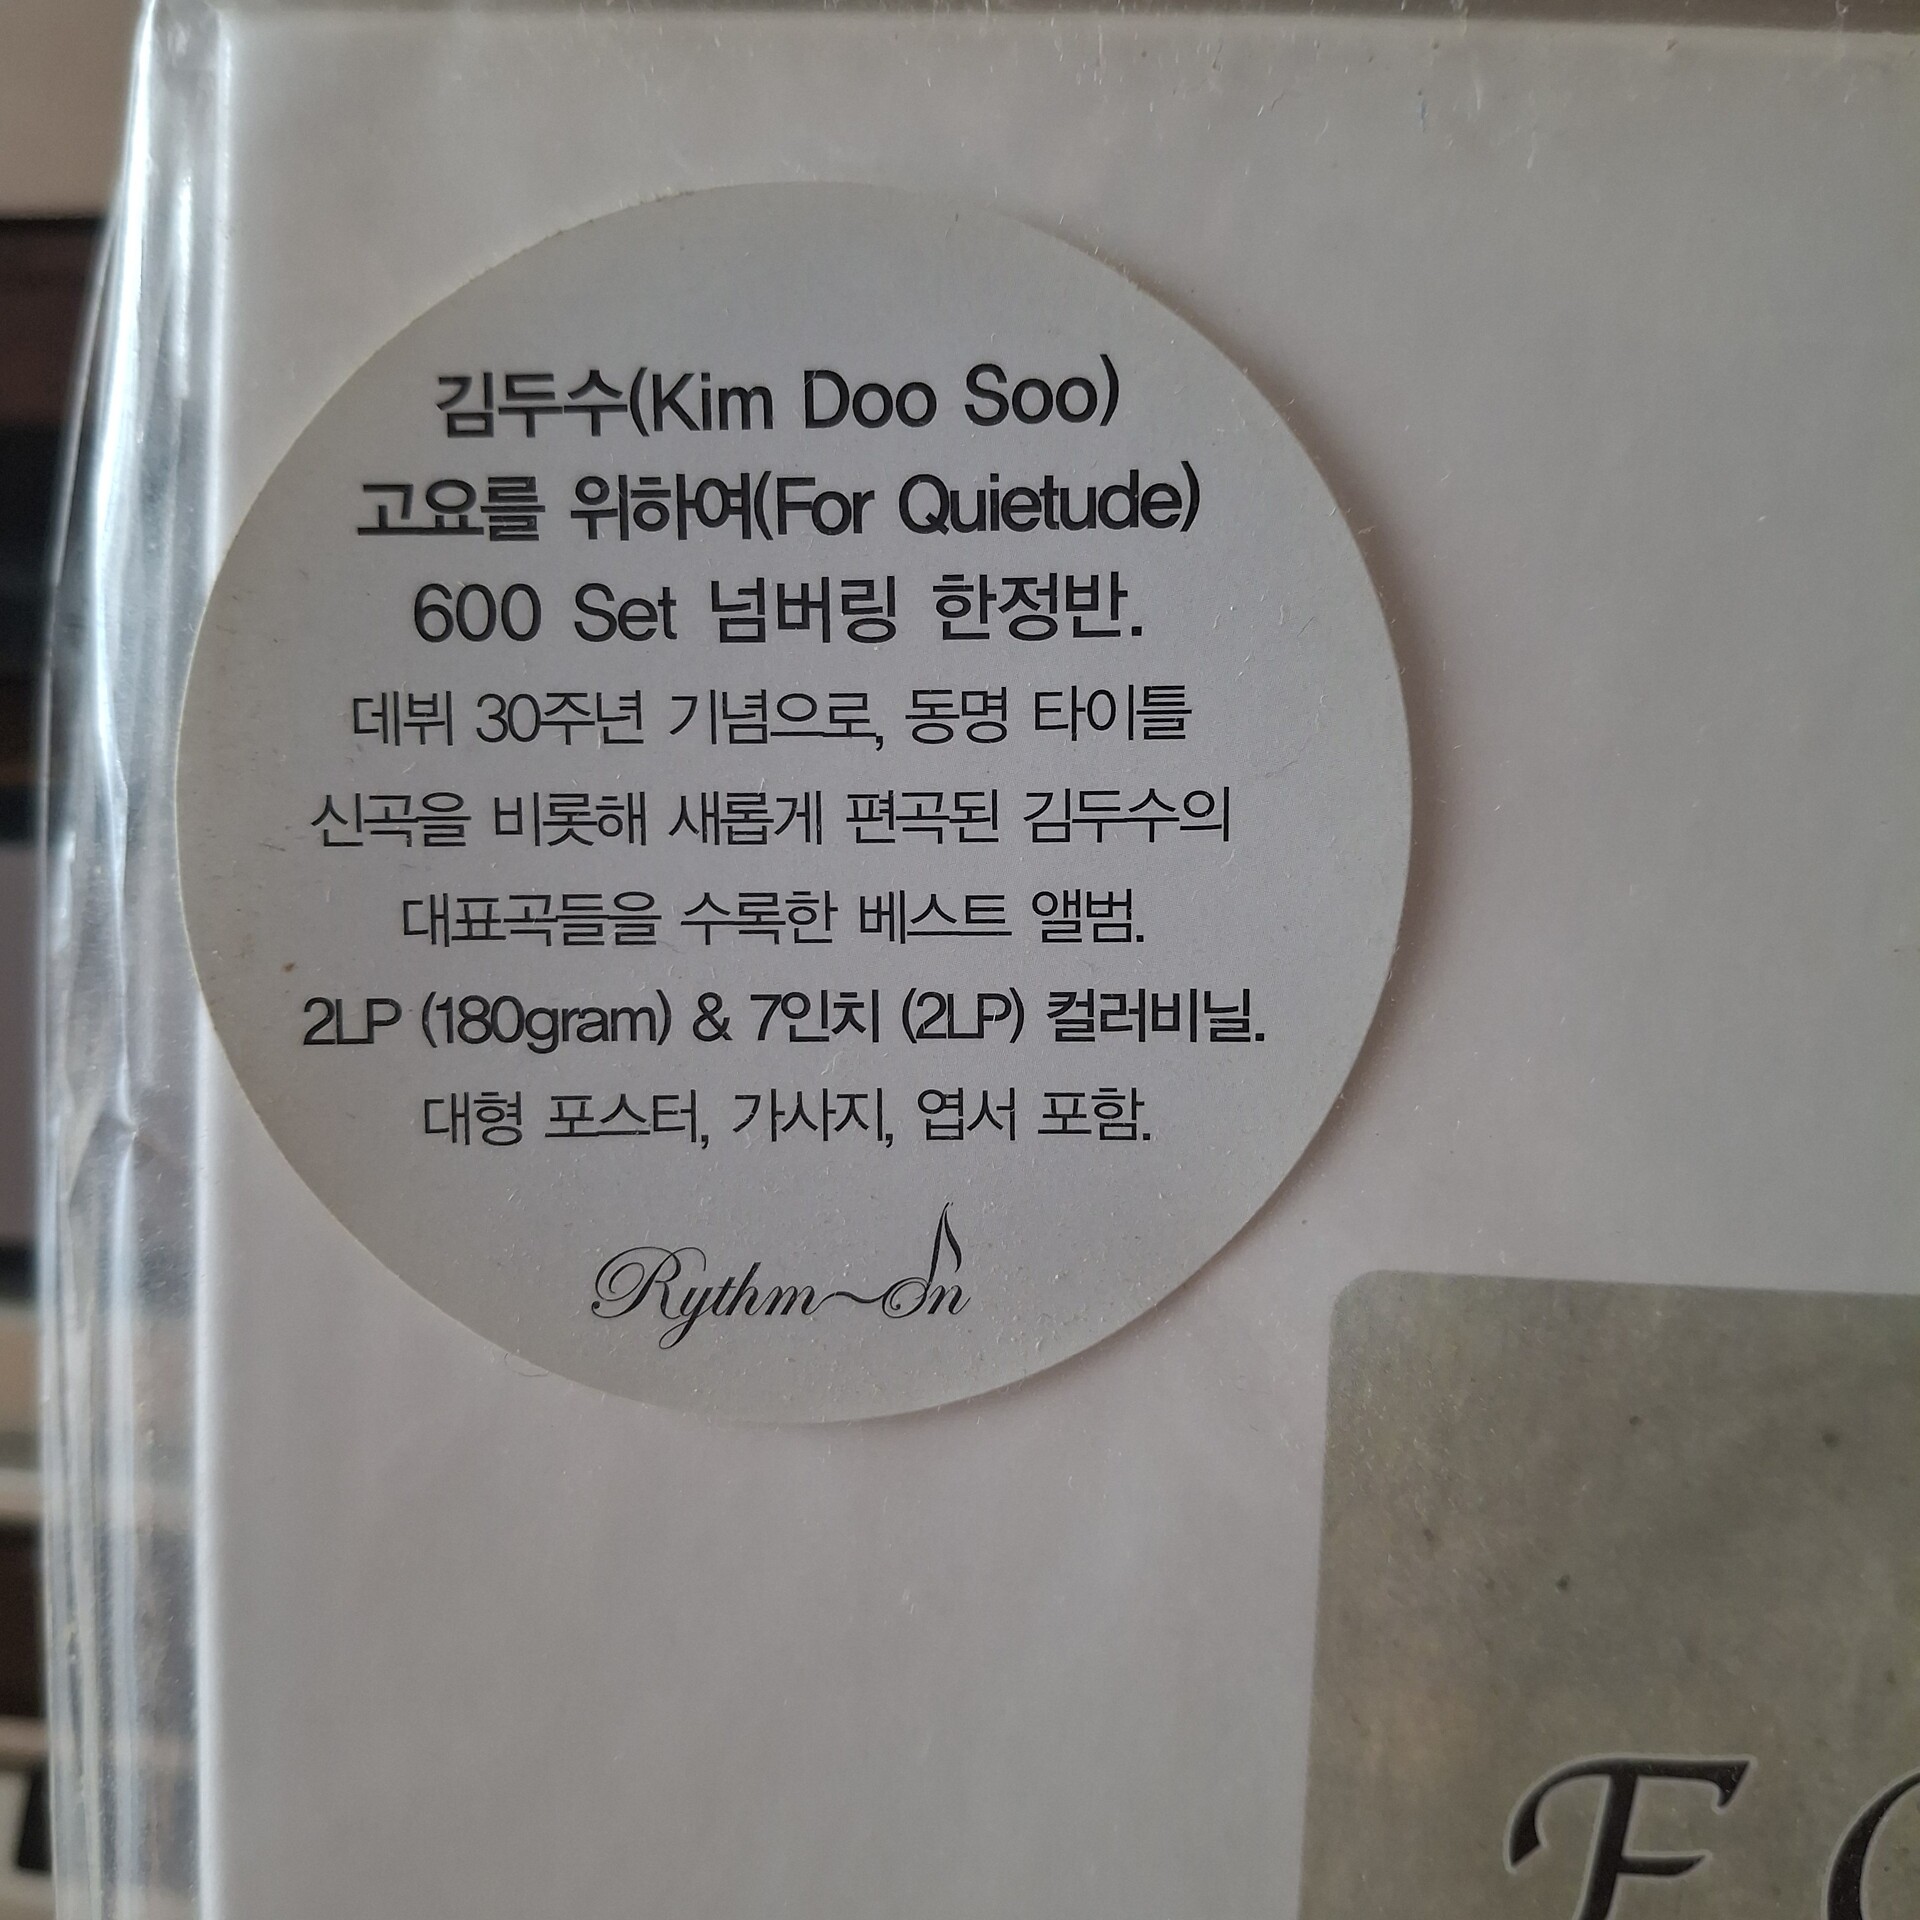 김두수(Kim Doo Soo)
고요를 위하여(For Quietude)
600 Set 넘버링 한정반.
데뷔 30주년 기념으로, 동명 타이틀
신곡을 비롯해 새롭게 편곡된 김두수의
대표곡들을 수록한 베스트 앨범.
2LP (180gram) & 7인치 (2LP) 컬러비닐.
대형 포스터, 가사지, 엽서 포함.
Rythm~On